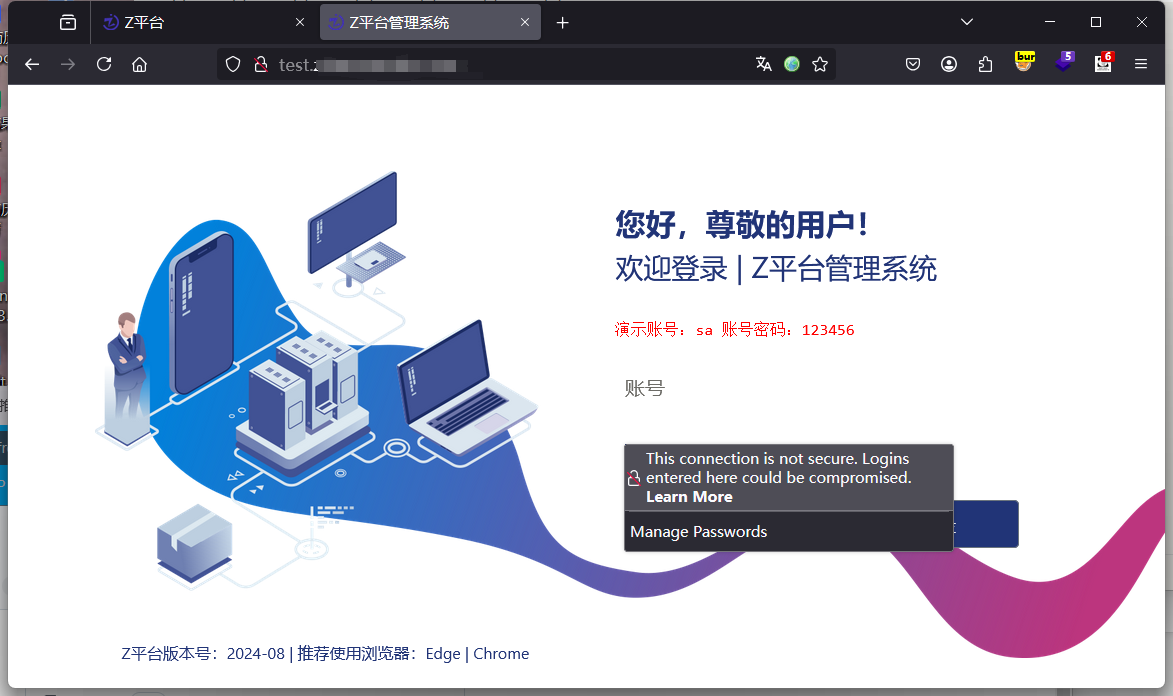 Z平台
Z平台管理系统
test.z
bur
5
6
您好，尊敬的用户！
欢迎登录 | Z平台管理系统
演示账号：sa 账号密码：123456
账号
This connection is not secure. Logins
entered here could be compromised.
Learn More
Manage Passwords
Z平台版本号：2024-08 | 推荐使用浏览器：Edge | Chrome